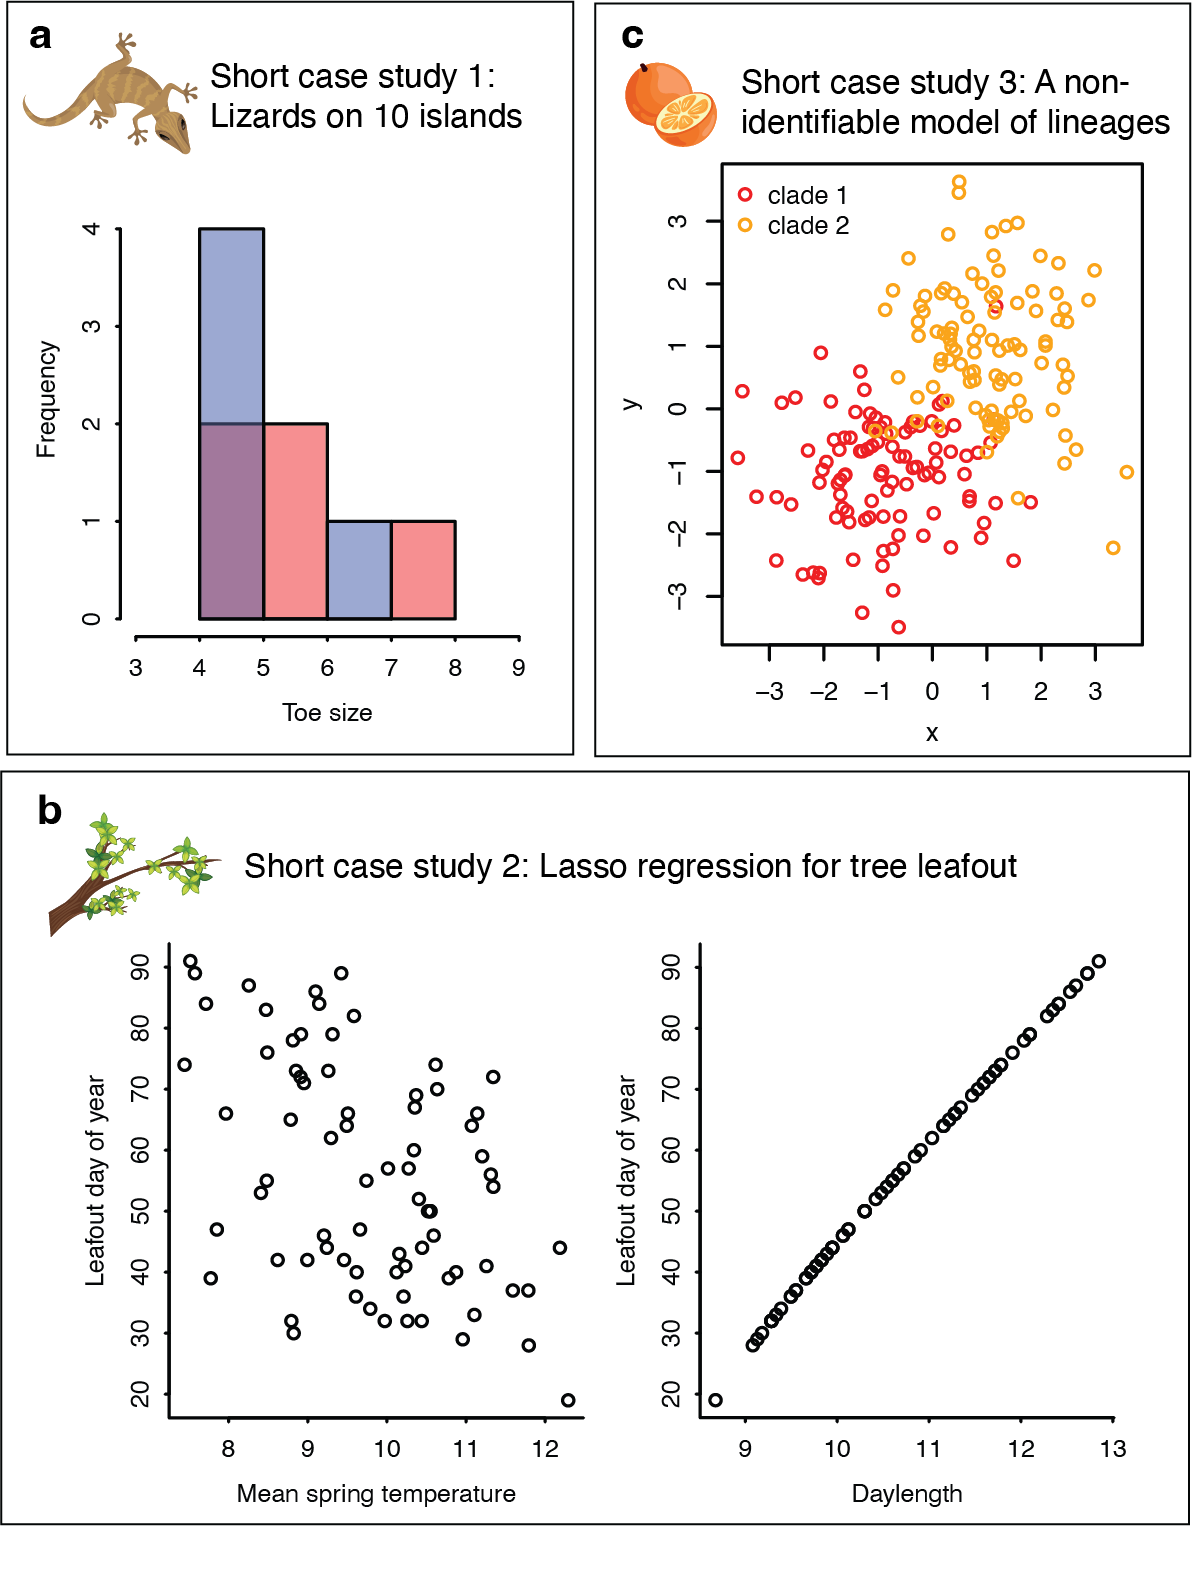 a
Short case study 1:
Lizards on 10 islands
Frequency
4
3
2
1
0
3 4 5 6 7 8 9
Toe size
c
Short case study 3: A non-
identifiable model of lineages
clade 1
clade 2
y
3
2
1
0
−1
−2
−3
−3 −2 −1 0 1 2 3
x
b
Short case study 2: Lasso regression for tree leafout
Leafout day of year
90
80
70
60
50
40
30
20
8 9 10 11 12
Mean spring temperature
Leafout day of year
90
80
70
60
50
40
30
20
9 10 11 12 13
Daylength